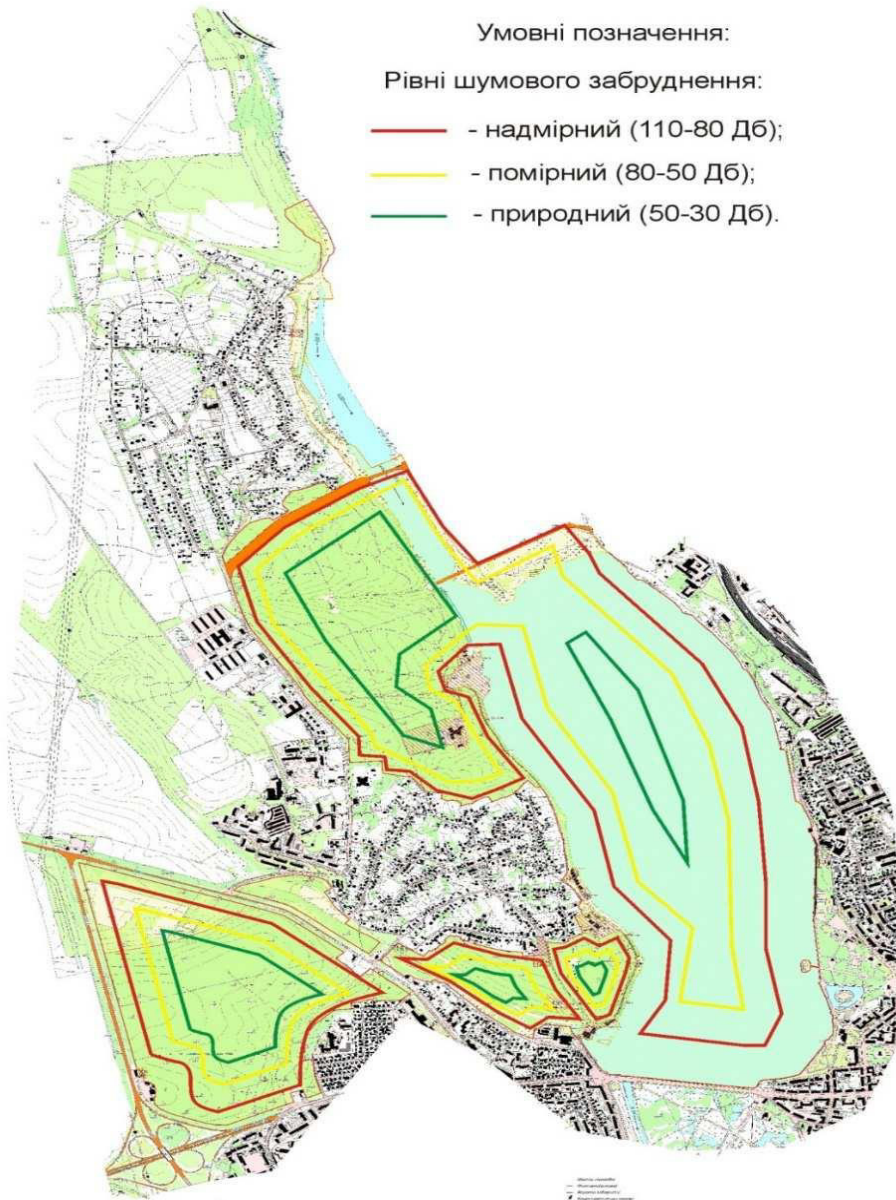 Умовні позначення:
Рівні шумового забруднення:
- надмірний (110-80 Дб);
- помірний (80-50 Дб);
- природний (50-30 Дб).